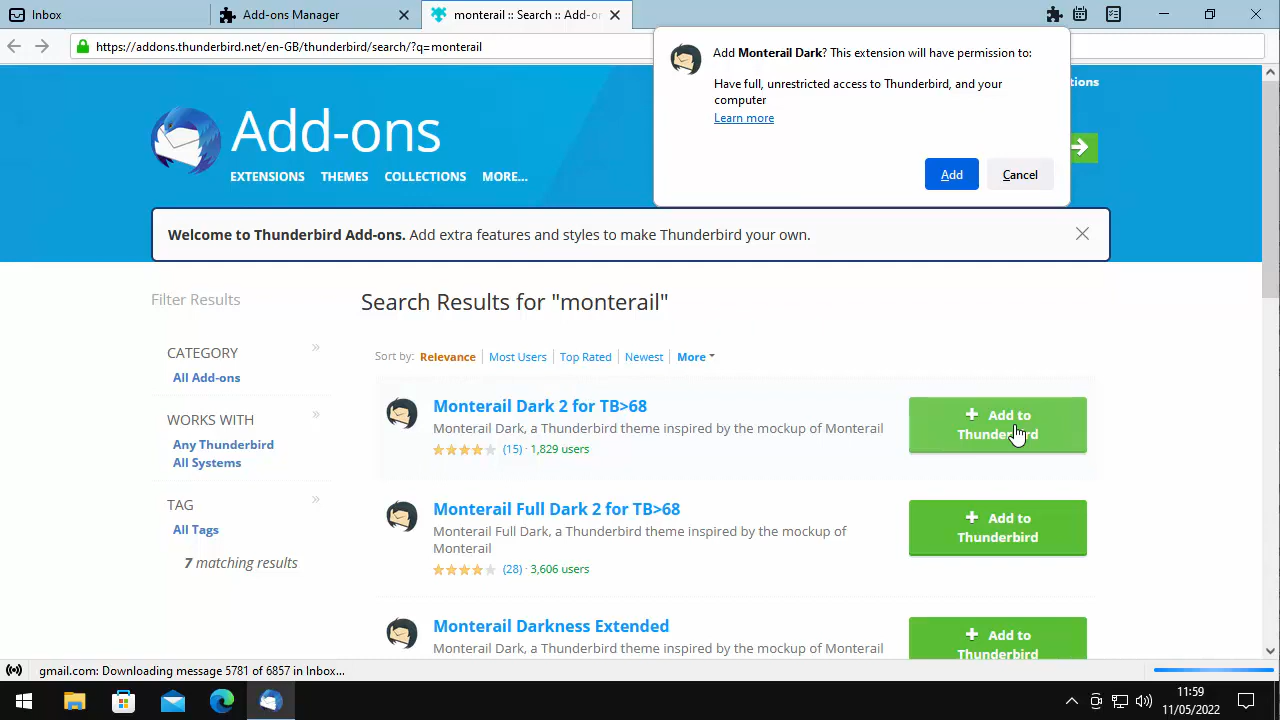 Inbox
Add-ons Manager
monterail :: Search :: Add-o
https://addons.thunderbird.net/en-GB/thunderbird/search/?q=monterail
Add Monterail Dark? This extension will have permission to:
Have full, unrestricted access to Thunderbird, and your
computer
Learn more
Add
Cancel
Add-ons
EXTENSIONS
THEMES
COLLECTIONS
MORE...
Welcome to Thunderbird Add-ons. Add extra features and styles to make Thunderbird your own.
Filter Results
CATEGORY »
All Add-ons
WORKS WITH »
Any Thunderbird
All Systems
TAG »
All Tags
7 matching results
Search Results for "monterail"
Sort by: Relevance
Most Users
Top Rated
Newest
More
Monterail Dark 2 for TB>68
Monterail Dark, a Thunderbird theme inspired by the mockup of Monterail
(15) · 1,829 users
+ Add to
Thunderbird
Monterail Full Dark 2 for TB>68
Monterail Full Dark, a Thunderbird theme inspired by the mockup of
Monterail
(28) · 3,606 users
+ Add to
Thunderbird
Monterail Darkness Extended
Monterail Dark, a Thunderbird theme inspired by the mockup of Monterail
+ Add to
Thunderbird
gmail.com: Downloading message 5781 of 6857 in Inbox...
11:59
11/05/2022